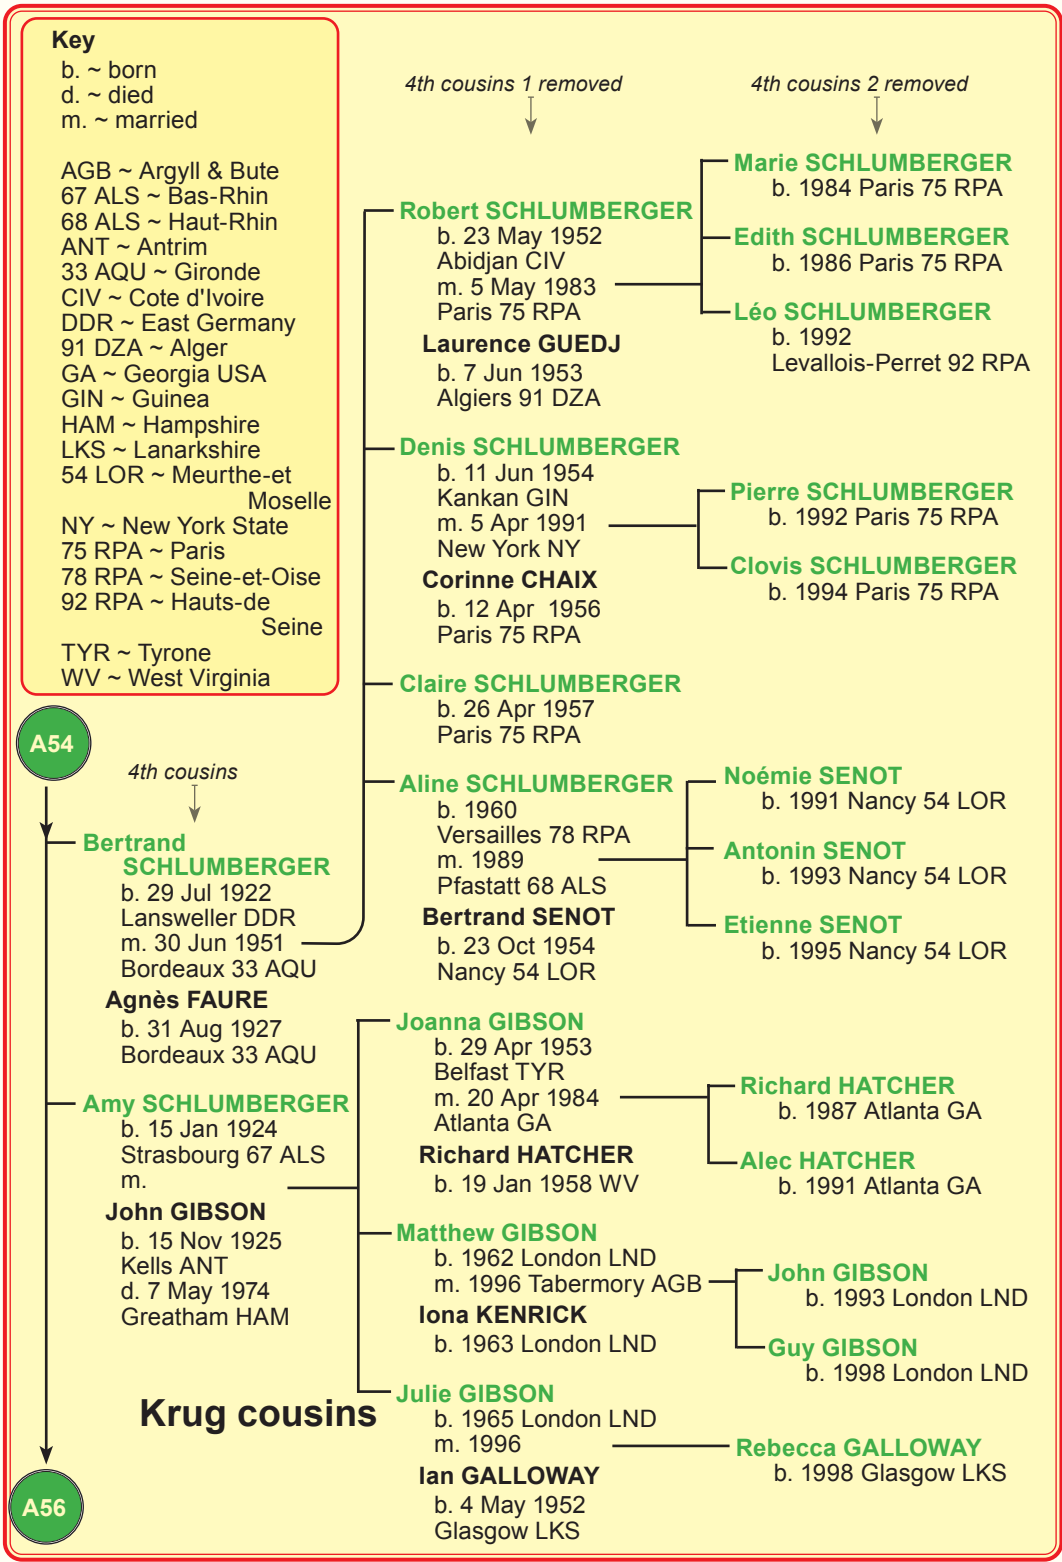 Key
b. ~ born
d. ~ died
m. ~ married
AGB ~ Argyll & Bute
67 ALS ~ Bas-Rhin
68 ALS ~ Haut-Rhin
ANT ~ Antrim
33 AQU ~ Gironde
CIV ~ Cote d'Ivoire
DDR ~ East Germany
91 DZA ~ Alger
GA ~ Georgia USA
GIN ~ Guinea
HAM ~ Hampshire
LKS ~ Lanarkshire
54 LOR ~ Meurthe-et
Moselle
NY ~ New York State
75 RPA ~ Paris
78 RPA ~ Seine-et-Oise
92 RPA ~ Hauts-de
Seine
TYR ~ Tyrone
WV ~ West Virginia
A54
4th cousins
Bertrand
SCHLUMBERGER
b. 29 Jul 1922
Lansweller DDR
m. 30 Jun 1951
Bordeaux 33 AQU
Agnès FAURE
b. 31 Aug 1927
Bordeaux 33 AQU
Amy SCHLUMBERGER
b. 15 Jan 1924
Strasbourg 67 ALS
m.
John GIBSON
b. 15 Nov 1925
Kells ANT
d. 7 May 1974
Greatham HAM
Krug cousins
A56
4th cousins 1 removed
Robert SCHLUMBERGER
b. 23 May 1952
Abidjan CIV
m. 5 May 1983
Paris 75 RPA
Laurence GUEDJ
b. 7 Jun 1953
Algiers 91 DZA
Denis SCHLUMBERGER
b. 11 Jun 1954
Kankan GIN
m. 5 Apr 1991
New York NY
Corinne CHAIX
b. 12 Apr 1956
Paris 75 RPA
Claire SCHLUMBERGER
b. 26 Apr 1957
Paris 75 RPA
Aline SCHLUMBERGER
b. 1960
Versailles 78 RPA
m. 1989
Pfastatt 68 ALS
Bertrand SENOT
b. 23 Oct 1954
Nancy 54 LOR
Joanna GIBSON
b. 29 Apr 1953
Belfast TYR
m. 20 Apr 1984
Atlanta GA
Richard HATCHER
b. 19 Jan 1958 WV
Matthew GIBSON
b. 1962 London LND
m. 1996 Tabermory AGB
Iona KENRICK
b. 1963 London LND
Julie GIBSON
b. 1965 London LND
m. 1996
Ian GALLOWAY
b. 4 May 1952
Glasgow LKS
4th cousins 2 removed
Marie SCHLUMBERGER
b. 1984 Paris 75 RPA
Edith SCHLUMBERGER
b. 1986 Paris 75 RPA
Léo SCHLUMBERGER
b. 1992
Levallois-Perret 92 RPA
Pierre SCHLUMBERGER
b. 1992 Paris 75 RPA
Clovis SCHLUMBERGER
b. 1994 Paris 75 RPA
Noémie SENOT
b. 1991 Nancy 54 LOR
Antonin SENOT
b. 1993 Nancy 54 LOR
Etienne SENOT
b. 1995 Nancy 54 LOR
Richard HATCHER
b. 1987 Atlanta GA
Alec HATCHER
b. 1991 Atlanta GA
John GIBSON
b. 1993 London LND
Guy GIBSON
b. 1998 London LND
Rebecca GALLOWAY
b. 1998 Glasgow LKS